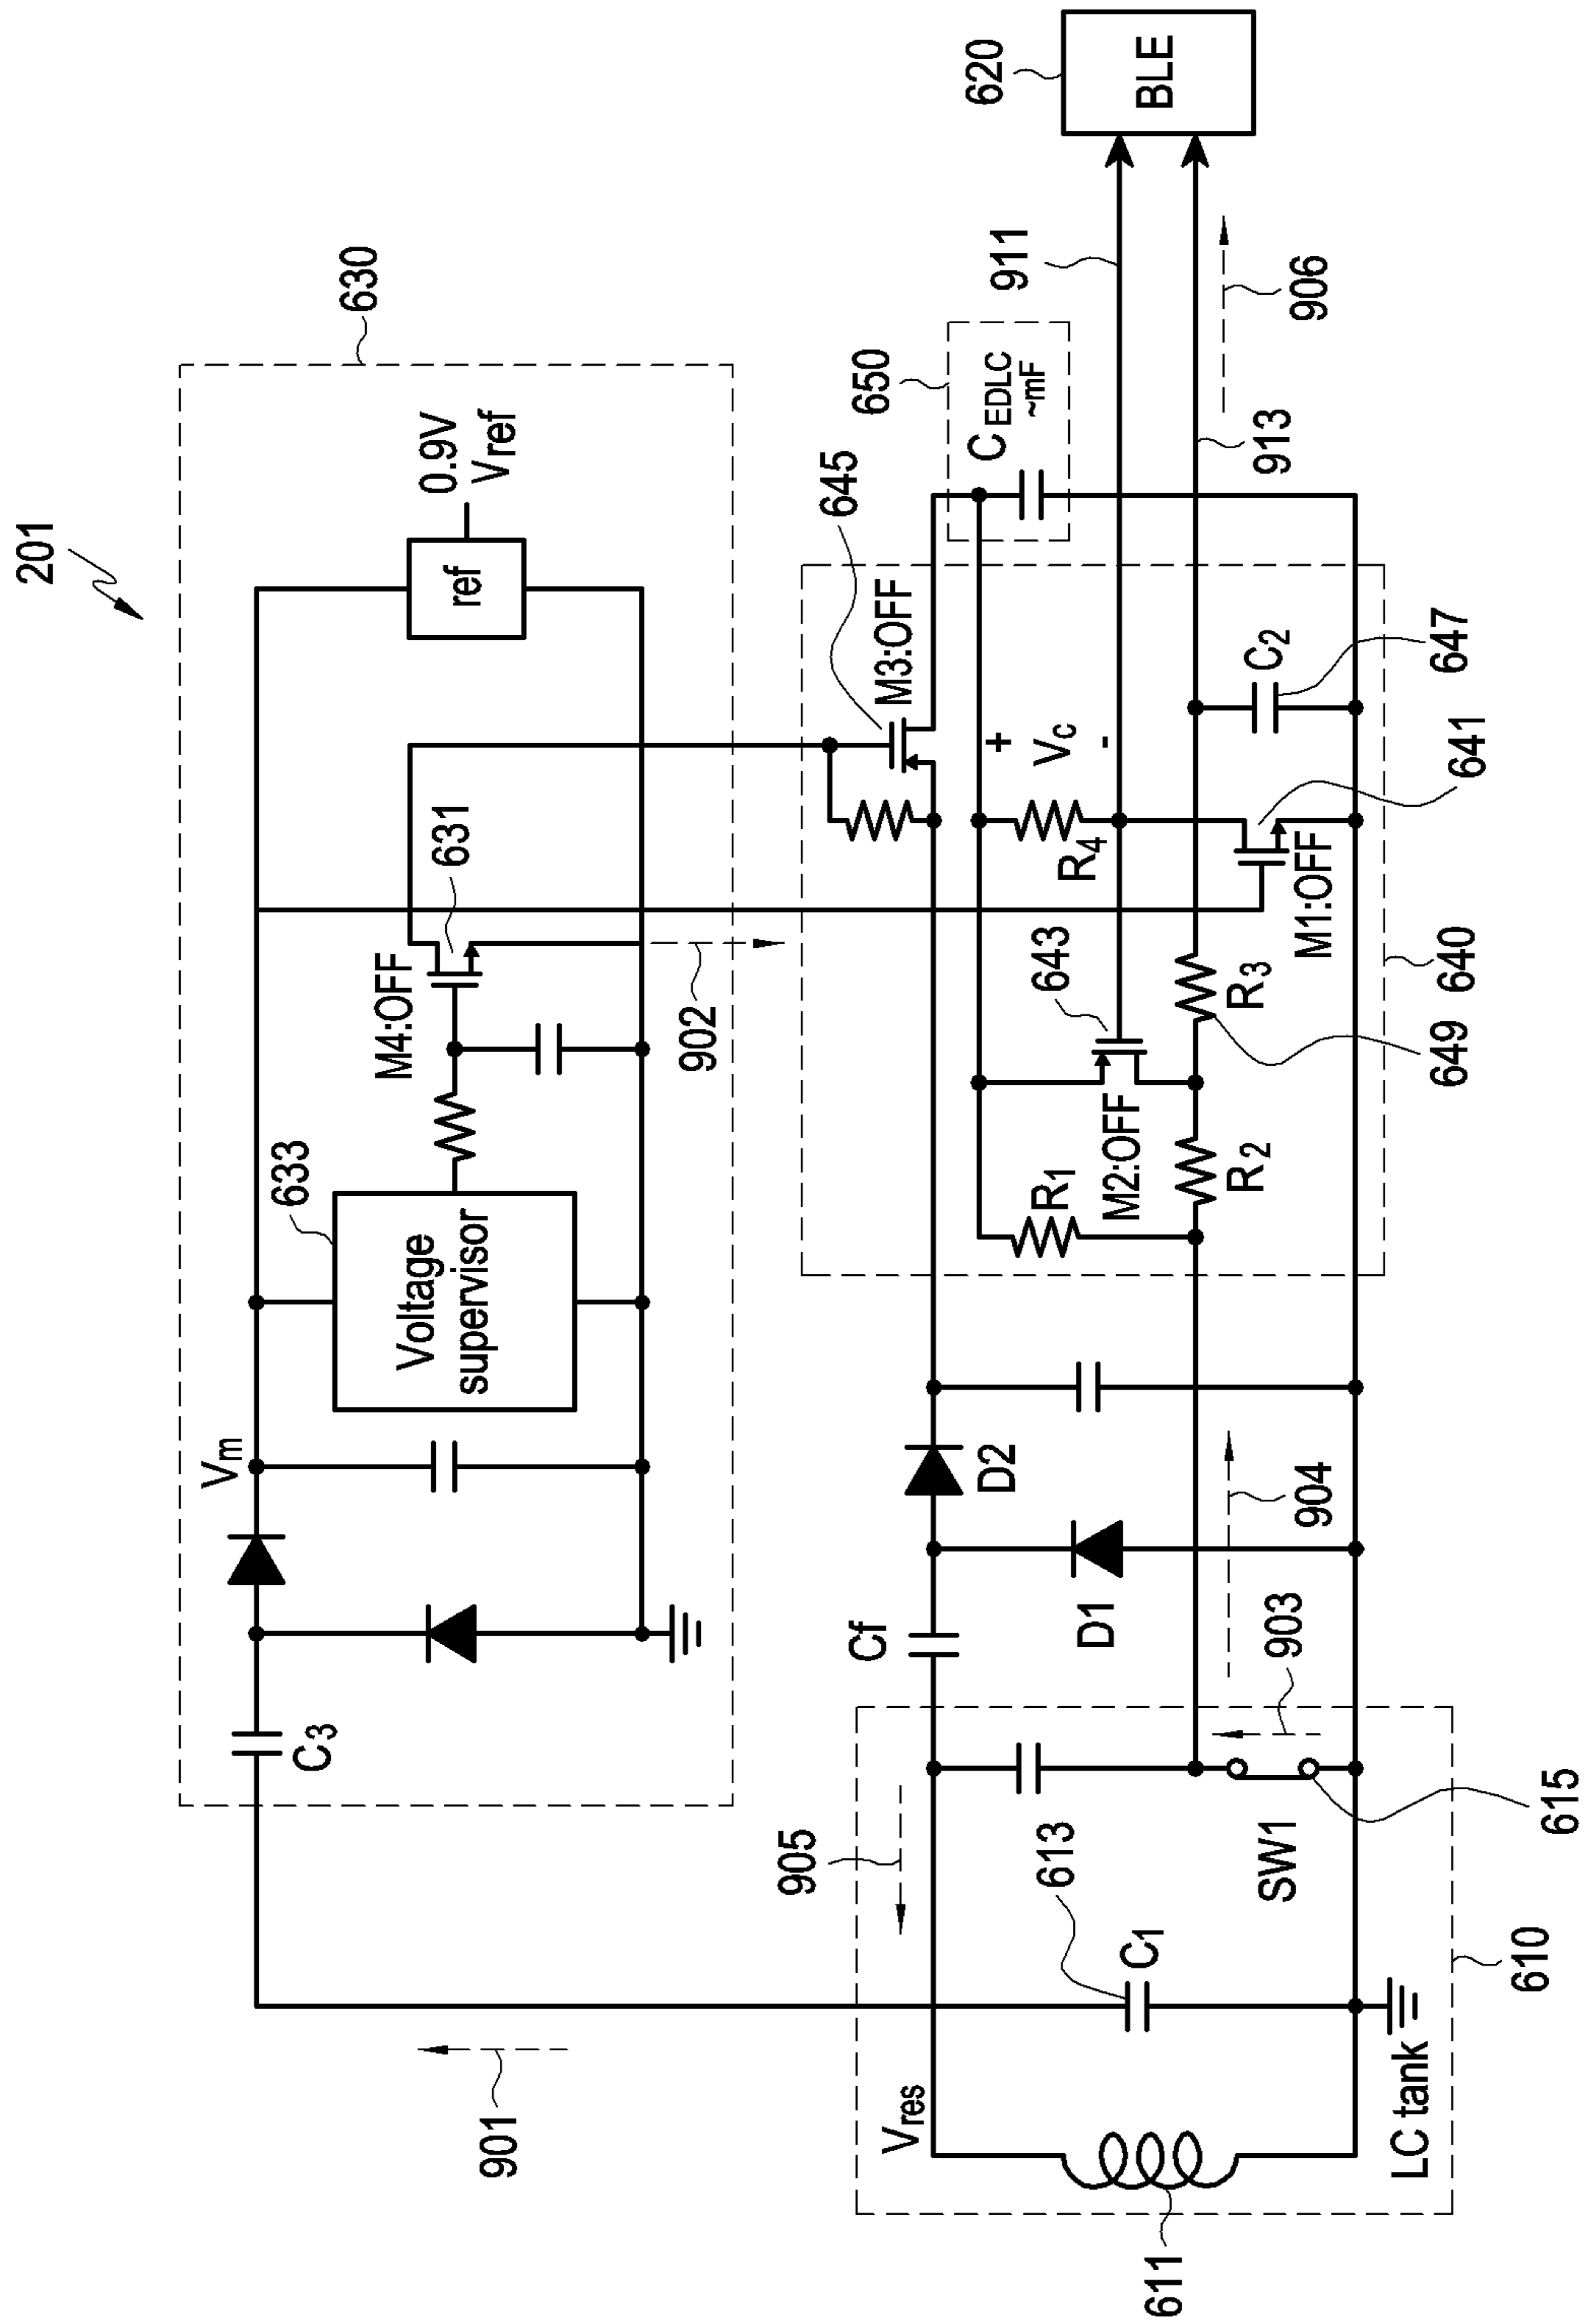 201
630
0.9V
Vref
ref
M4:OFF
631
633
Voltage
supervisor
Vm
C3
901
902
620
BLE
911
906
913
650
CEDLC
~mF
645
M3:OFF
+
Vc
-
R4
C2
647
641
M1:OFF
640
643
M2:OFF
R3
649
R1
R2
D2
D1
Cf
904
903
905
613
C1
SW1
615
610
Vres
LC tank
611